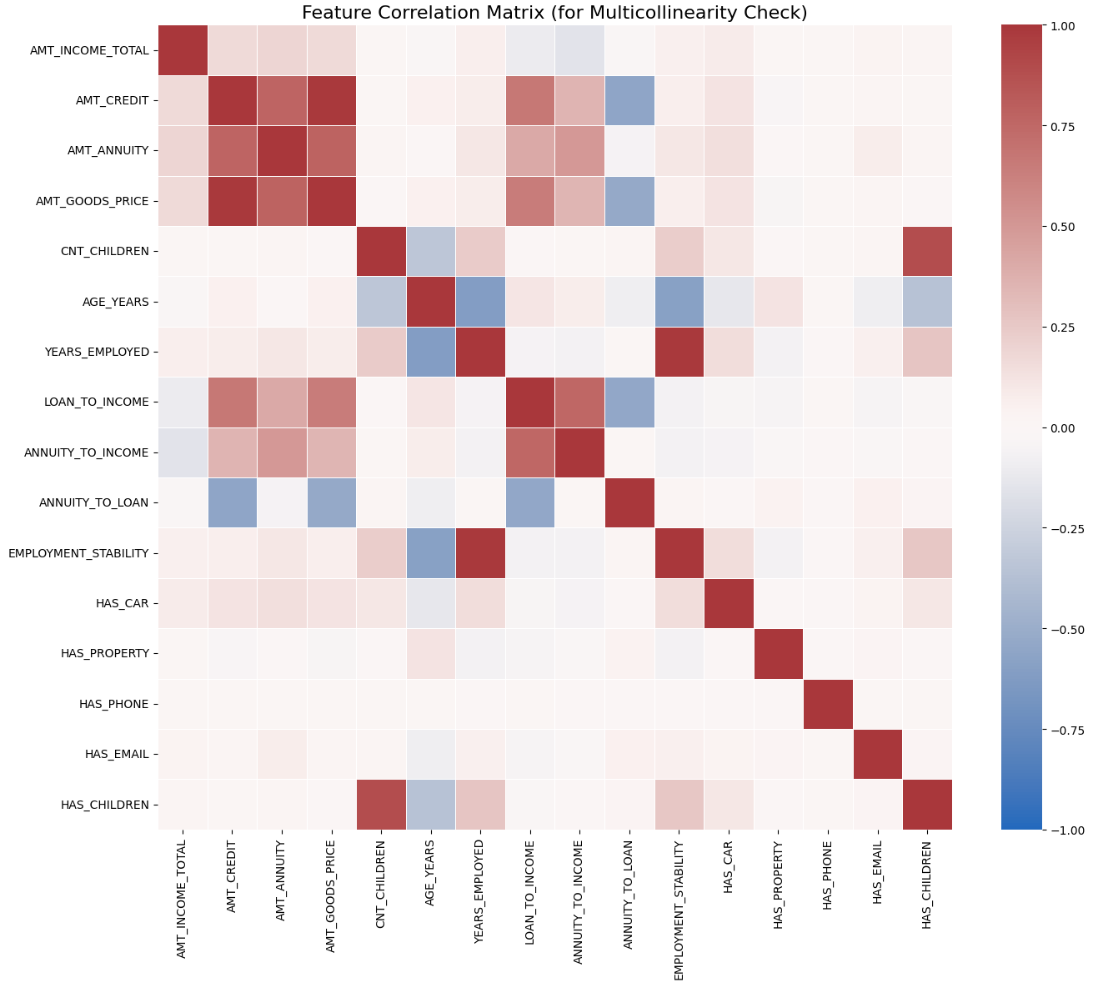 Feature Correlation Matrix (for Multicollinearity Check)
AMT_INCOME_TOTAL
AMT_CREDIT
AMT_ANNUITY
AMT_GOODS_PRICE
CNT_CHILDREN
AGE_YEARS
YEARS_EMPLOYED
LOAN_TO_INCOME
ANNUITY_TO_INCOME
ANNUITY_TO_LOAN
EMPLOYMENT_STABILITY
HAS_CAR
HAS_PROPERTY
HAS_PHONE
HAS_EMAIL
HAS_CHILDREN
AMT_INCOME_TOTAL
AMT_CREDIT
AMT_ANNUITY
AMT_GOODS_PRICE
CNT_CHILDREN
AGE_YEARS
YEARS_EMPLOYED
LOAN_TO_INCOME
ANNUITY_TO_INCOME
ANNUITY_TO_LOAN
EMPLOYMENT_STABILITY
HAS_CAR
HAS_PROPERTY
HAS_PHONE
HAS_EMAIL
HAS_CHILDREN
1.00
0.75
0.50
0.25
0.00
−0.25
−0.50
−0.75
−1.00